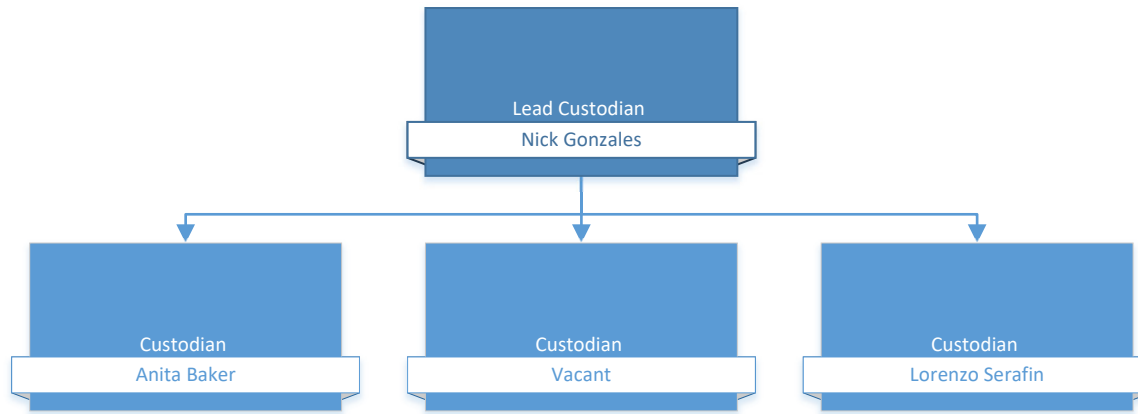 Lead Custodian
Nick Gonzales
Custodian
Anita Baker
Custodian
Vacant
Custodian
Lorenzo Serafin